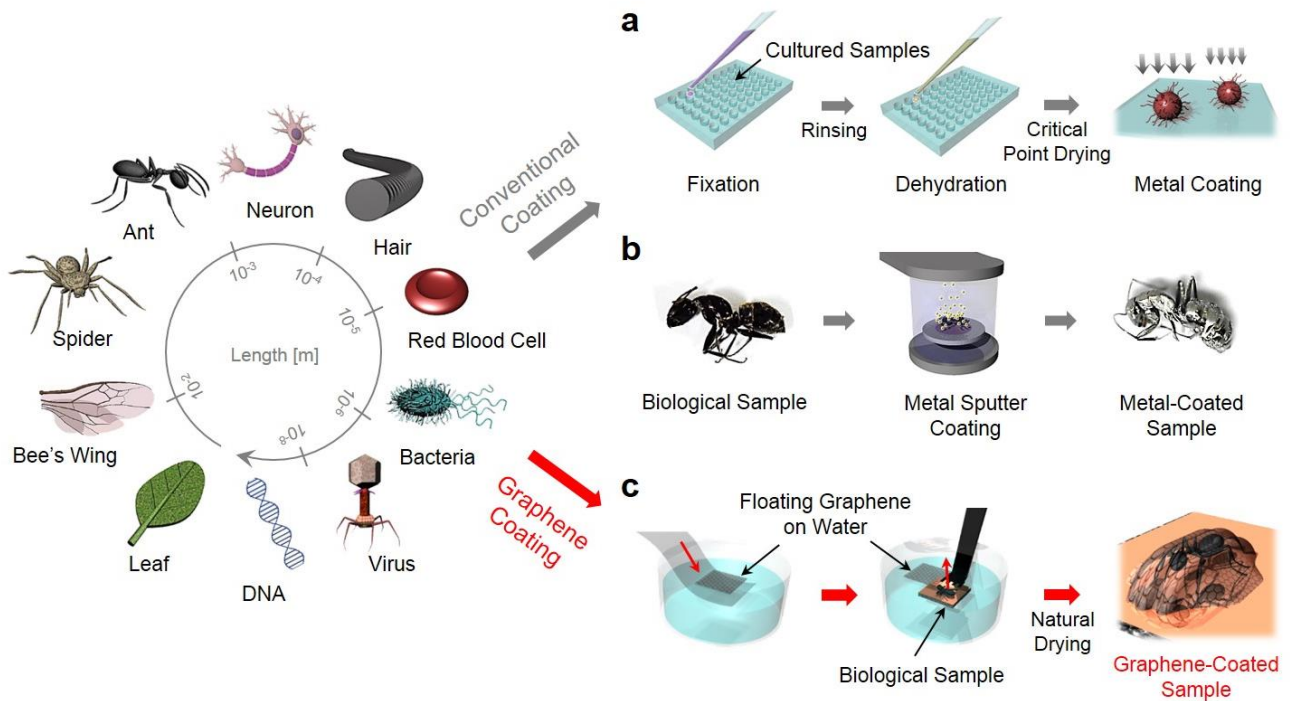 Ant
Neuron
Hair
Spider
Red Blood Cell
Bee's Wing
Bacteria
Leaf
DNA
Virus
Length [m]
10-3
10-4
10-5
10-6
10-8
10-2
Conventional
Coating
Graphene
Coating
a
Cultured Samples
Rinsing
Critical
Point Drying
Fixation
Dehydration
Metal Coating
b
Biological Sample
Metal Sputter
Coating
Metal-Coated
Sample
c
Floating Graphene
on Water
Natural
Drying
Biological Sample
Graphene-Coated
Sample